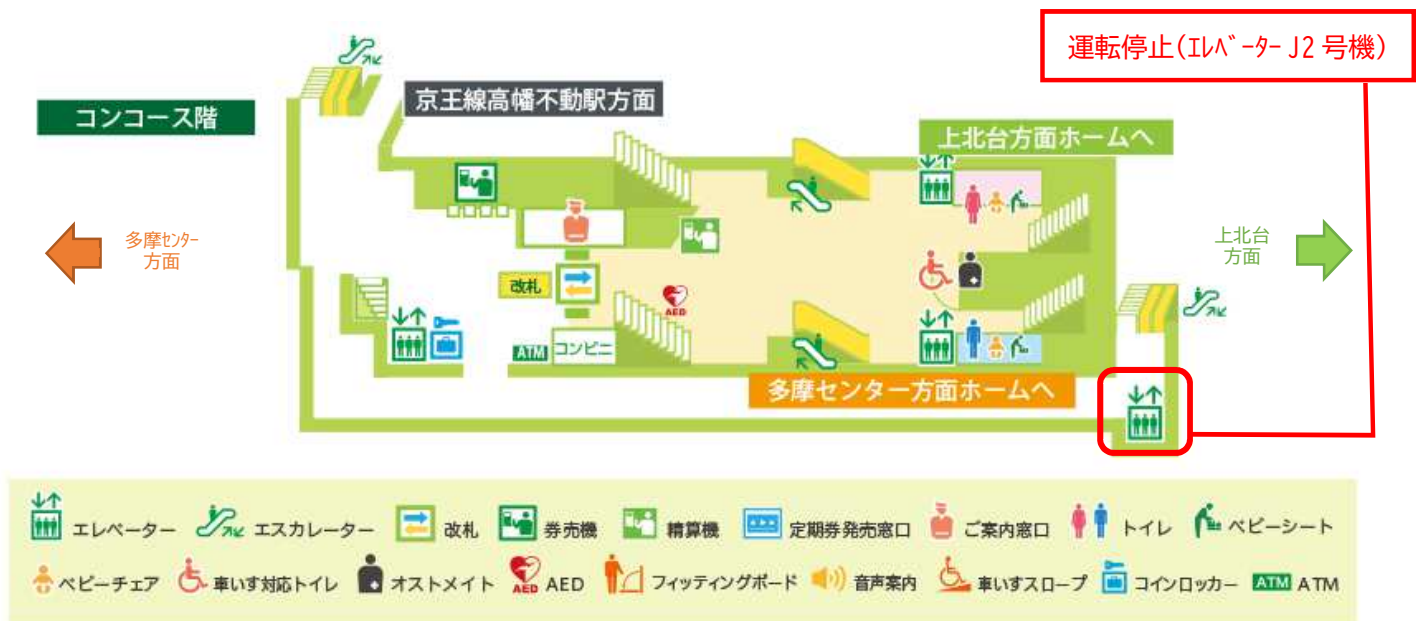 運転停止(ｴﾚﾍﾞｰﾀｰ J2 号機)
コンコース階
京王線高幡不動駅方面
上北台方面ホームへ
多摩ｾﾝﾀｰ
方面
上北台
方面
改札
AED
ATM
コンビニ
多摩センター方面ホームへ
エレベーター エスカレーター 改札 券売機 精算機 定期券発売窓口 ご案内窓口 トイレ ベビーシート
ベビーチェア 車いす対応トイレ オストメイト AED AED フィッティングボード 音声案内 車いすスロープ コインロッカー ATM ATM